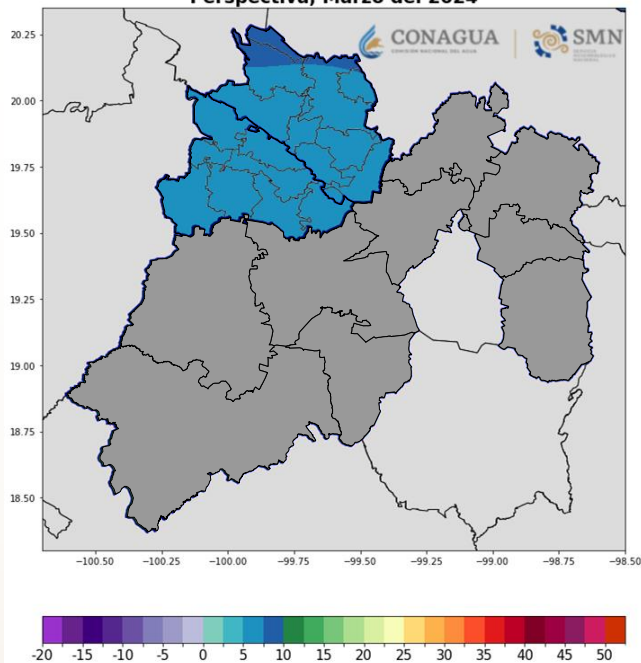 Perspectiva, Marzo del 2024
CONAGUA
COMISIÓN NACIONAL DEL AGUA
SMN
SERVICIO METEOROLÓGICO NACIONAL
20.25
20.00
19.75
19.50
19.25
19.00
18.75
18.50
−100.50 −100.25 −100.00 −99.75 −99.50 −99.25 −99.00 −98.75 −98.50
-20 -15 -10 -5 0 5 10 15 20 25 30 35 40 45 50